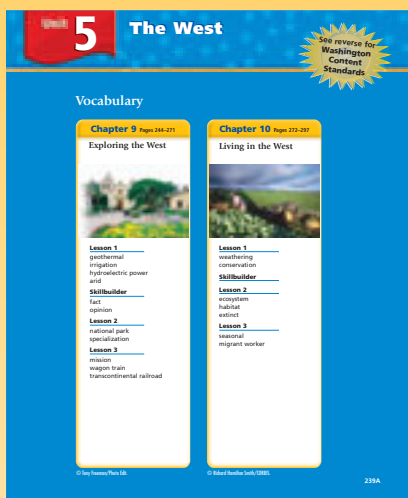 5
The West
See reverse for
Washington
Content
Standards
Vocabulary
Chapter 9 Pages 244–271
Exploring the West
Lesson 1
geothermal
irrigation
hydroelectric power
arid
Skillbuilder
fact
opinion
Lesson 2
national park
specialization
Lesson 3
mission
wagon train
transcontinental railroad
Chapter 10 Pages 272–297
Living in the West
Lesson 1
weathering
conservation
Skillbuilder
Lesson 2
ecosystem
habitat
extinct
Lesson 3
seasonal
migrant worker
© Tony Freeman/Photo Edit.
© Richard Hamilton Smith/CORBIS.
239A